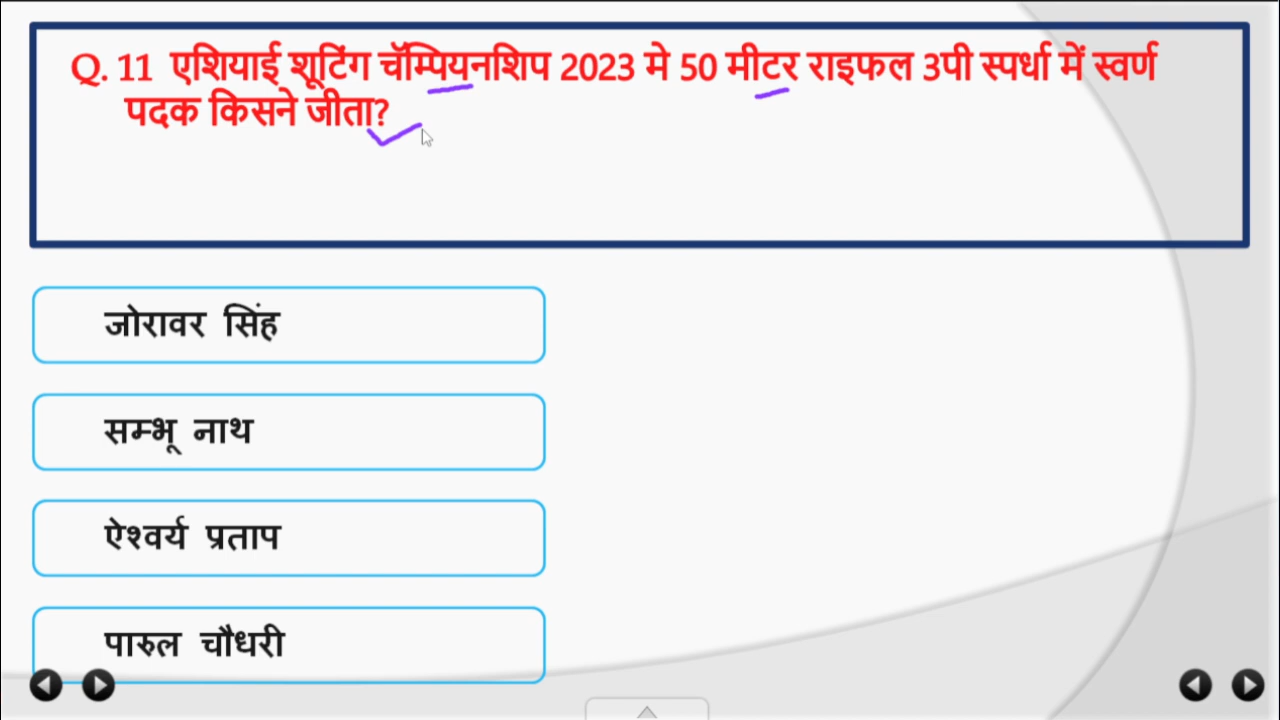 Q. 11 एशियाई शूटिंग चॅम्पियनशिप 2023 मे 50 मीटर राइफल 3पी स्पर्धा में स्वर्ण
पदक किसने जीता?
जोरावर सिंह
सम्भू नाथ
ऐश्वर्य प्रताप
पारुल चौधरी